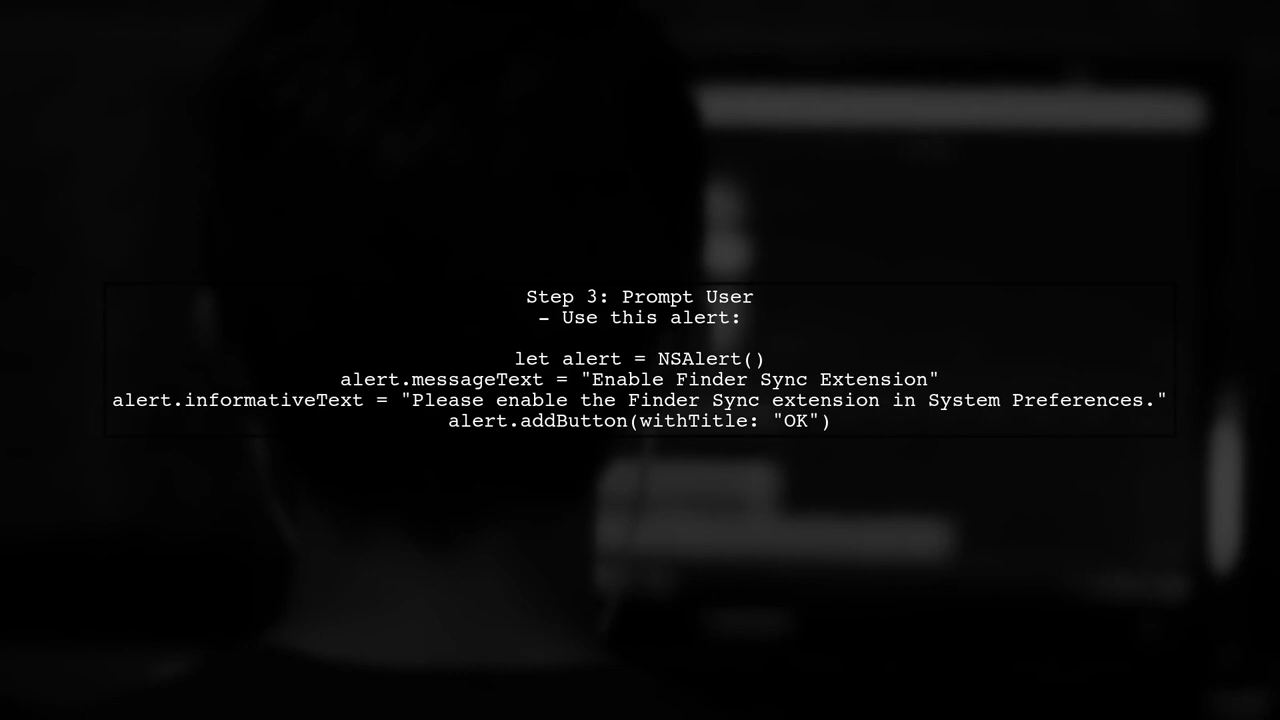 Step 3: Prompt User
– Use this alert:
let alert = NSAlert()
alert.messageText = "Enable Finder Sync Extension"
alert.informativeText = "Please enable the Finder Sync extension in System Preferences."
alert.addButton(withTitle: "OK")